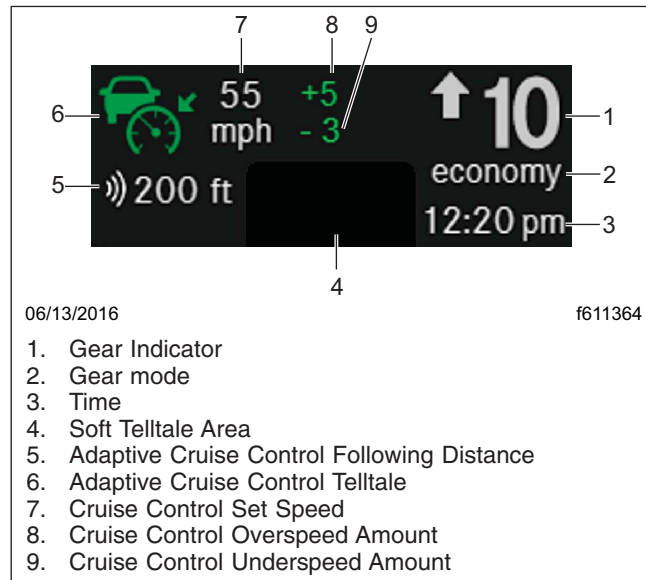 7 8 9
55 +5 10
6 1
mph - 3
economy
5 200 ft 2
12:20 pm 3
4
06/13/2016 f611364
1. Gear Indicator
2. Gear mode
3. Time
4. Soft Telltale Area
5. Adaptive Cruise Control Following Distance
6. Adaptive Cruise Control Telltale
7. Cruise Control Set Speed
8. Cruise Control Overspeed Amount
9. Cruise Control Underspeed Amount